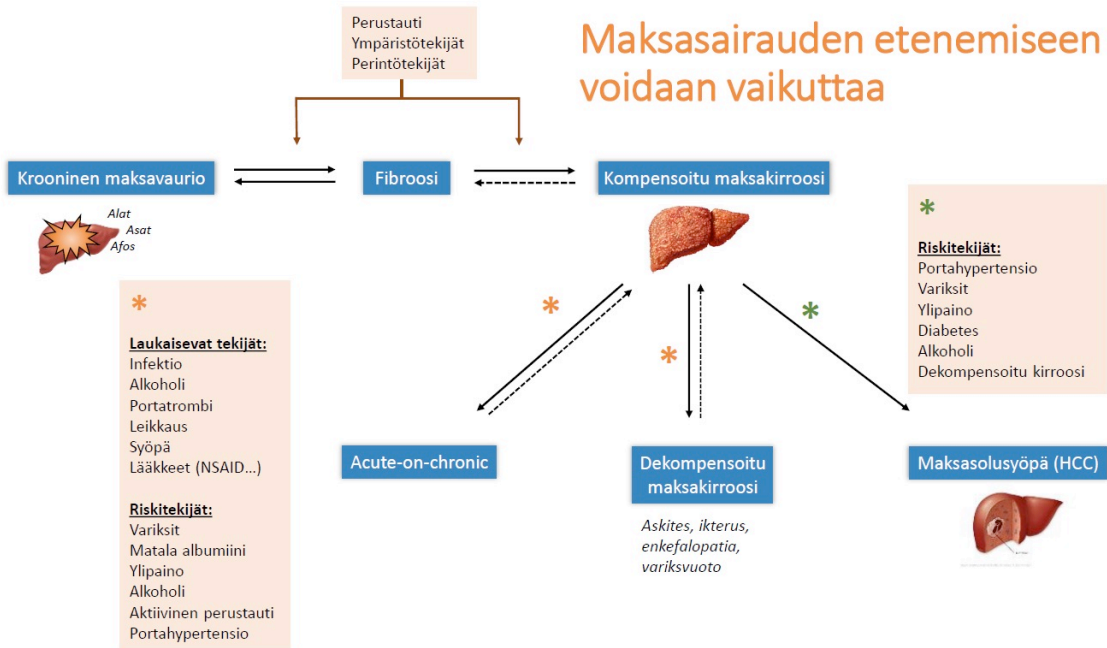 Perustauti
Ympäristötekijät
Perintötekijät
Maksasairauden etenemiseen
voidaan vaikuttaa
Krooninen maksavaurio
Fibroosi
Kompensoitu maksakirroosi
Alat
Asat
Afos
*
Laukaisevat tekijät:
Infektio
Alkoholi
Portatrombi
Leikkaus
Syöpä
Lääkkeet (NSAID...)
Riskitekijät:
Variksit
Matala albumiini
Ylipaino
Alkoholi
Aktiivinen perustauti
Portahypertensio
*
*
*
*
Riskitekijät:
Portahypertensio
Variksit
Ylipaino
Diabetes
Alkoholi
Dekompensoitu kirroosi
Acute-on-chronic
Dekompensoitu
maksakirroosi
Askites, ikterus,
enkefalopatia,
variksvuoto
Maksasolusyöpä (HCC)